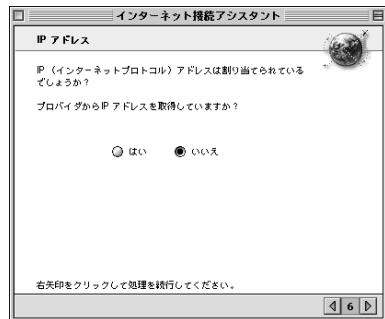 インターネット接続アシスタント
IP アドレス
IP （インターネットプロトコル）アドレスは割り当てられている
でしょうか？
プロバイダからIP アドレスを取得していますか？
はい いいえ
右矢印をクリックして処理を続行してください。
6